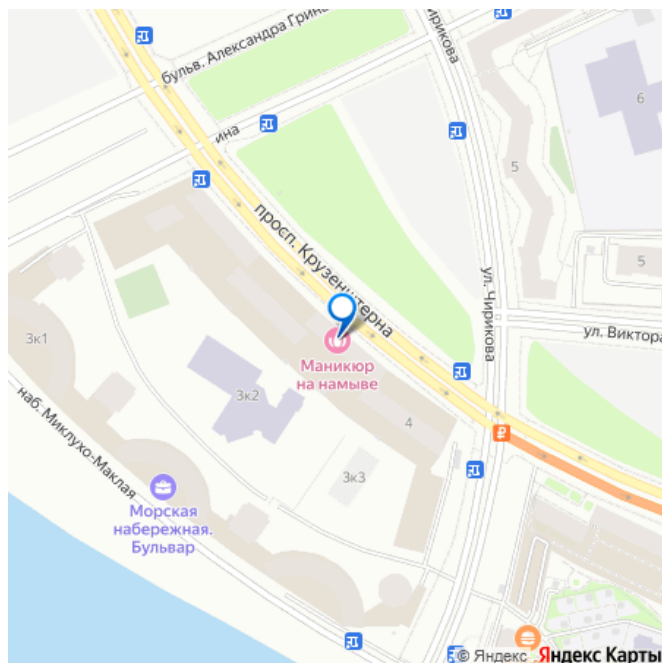 бульв. Александра Грина
ина
Чирикова
6
5
просп. Крузенштерна
5
ул. Чирикова
ул. Виктора
3к1
Маникюр
на намыве
3к2
4
наб. Миклухо-Маклая
3к3
Морская
набережная.
Бульвар
© Яндекс Яндекс Карты